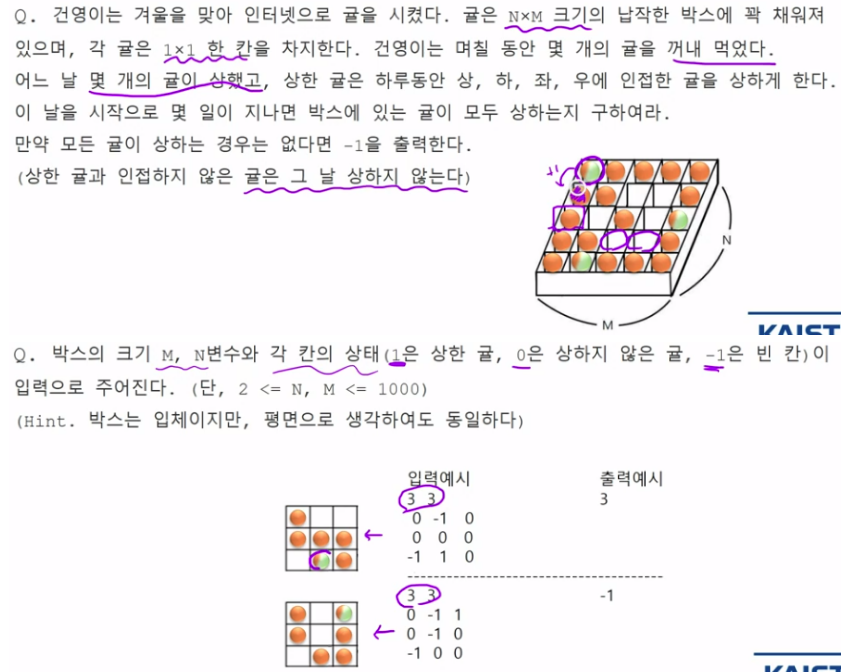 Q. 건영이는 겨울을 맞아 인터넷으로 귤을 시켰다. 귤은 N×M 크기의 납작한 박스에 꽉 채워져
있으며, 각 귤은 1×1 한 칸을 차지한다. 건영이는 며칠 동안 몇 개의 귤을 꺼내 먹었다.
어느 날 몇 개의 귤이 상했고, 상한 귤은 하루동안 상, 하, 좌, 우에 인접한 귤을 상하게 한다.
이 날을 시작으로 몇 일이 지나면 박스에 있는 귤이 모두 상하는지 구하여라.
만약 모든 귤이 상하는 경우는 없다면 -1을 출력한다.
(상한 귤과 인접하지 않은 귤은 그 날 상하지 않는다)
N
M
KAIST
Q. 박스의 크기 M, N변수와 각 칸의 상태(1은 상한 귤, 0은 상하지 않은 귤, -1은 빈 칸)이
입력으로 주어진다. (단, 2 <= N, M <= 1000)
(Hint. 박스는 입체이지만, 평면으로 생각하여도 동일하다)
입력예시 출력예시
3 3 3
0 -1 0
0 0 0
-1 1 0
3 3 -1
0 -1 1
0 -1 0
-1 0 0
KAIST